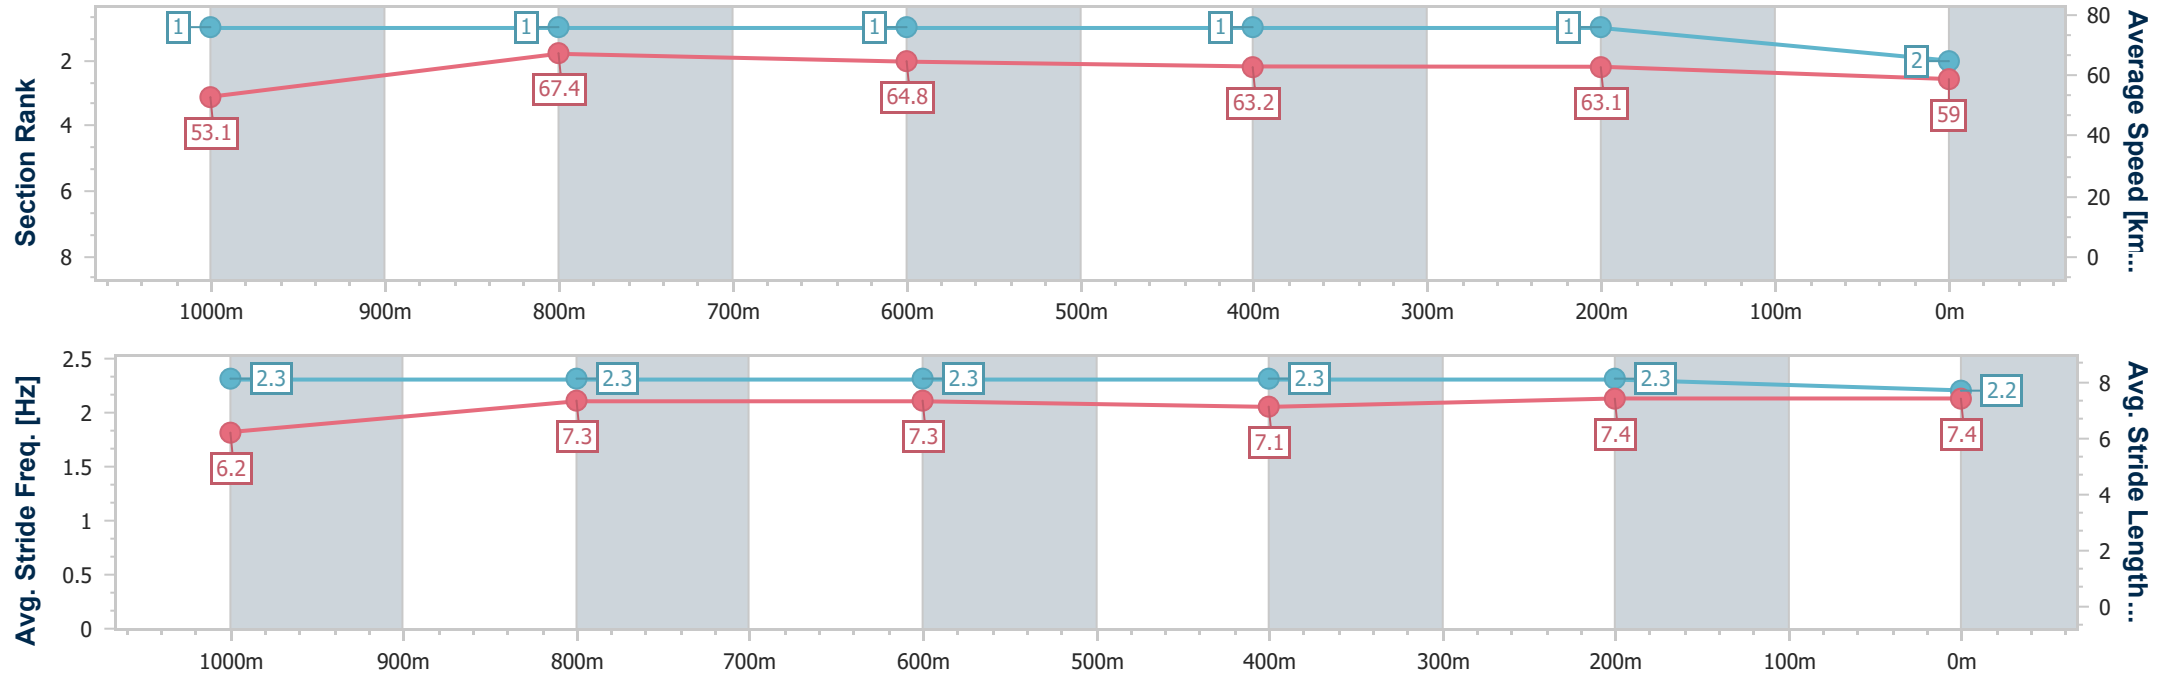 Section Rank
2
4
6
8
1
1
1
1
1
2
53.1
67.4
64.8
63.2
63.1
59
80
60
40
20
0
Average Speed [km...
1000m
900m
800m
700m
600m
500m
400m
300m
200m
100m
0m
Avg. Stride Freq. [Hz]
2.5
2
1.5
1
0.5
0
2.3
2.3
2.3
2.3
2.3
2.2
6.2
7.3
7.3
7.1
7.4
7.4
8
6
4
2
0
Avg. Stride Length...
1000m
900m
800m
700m
600m
500m
400m
300m
200m
100m
0m